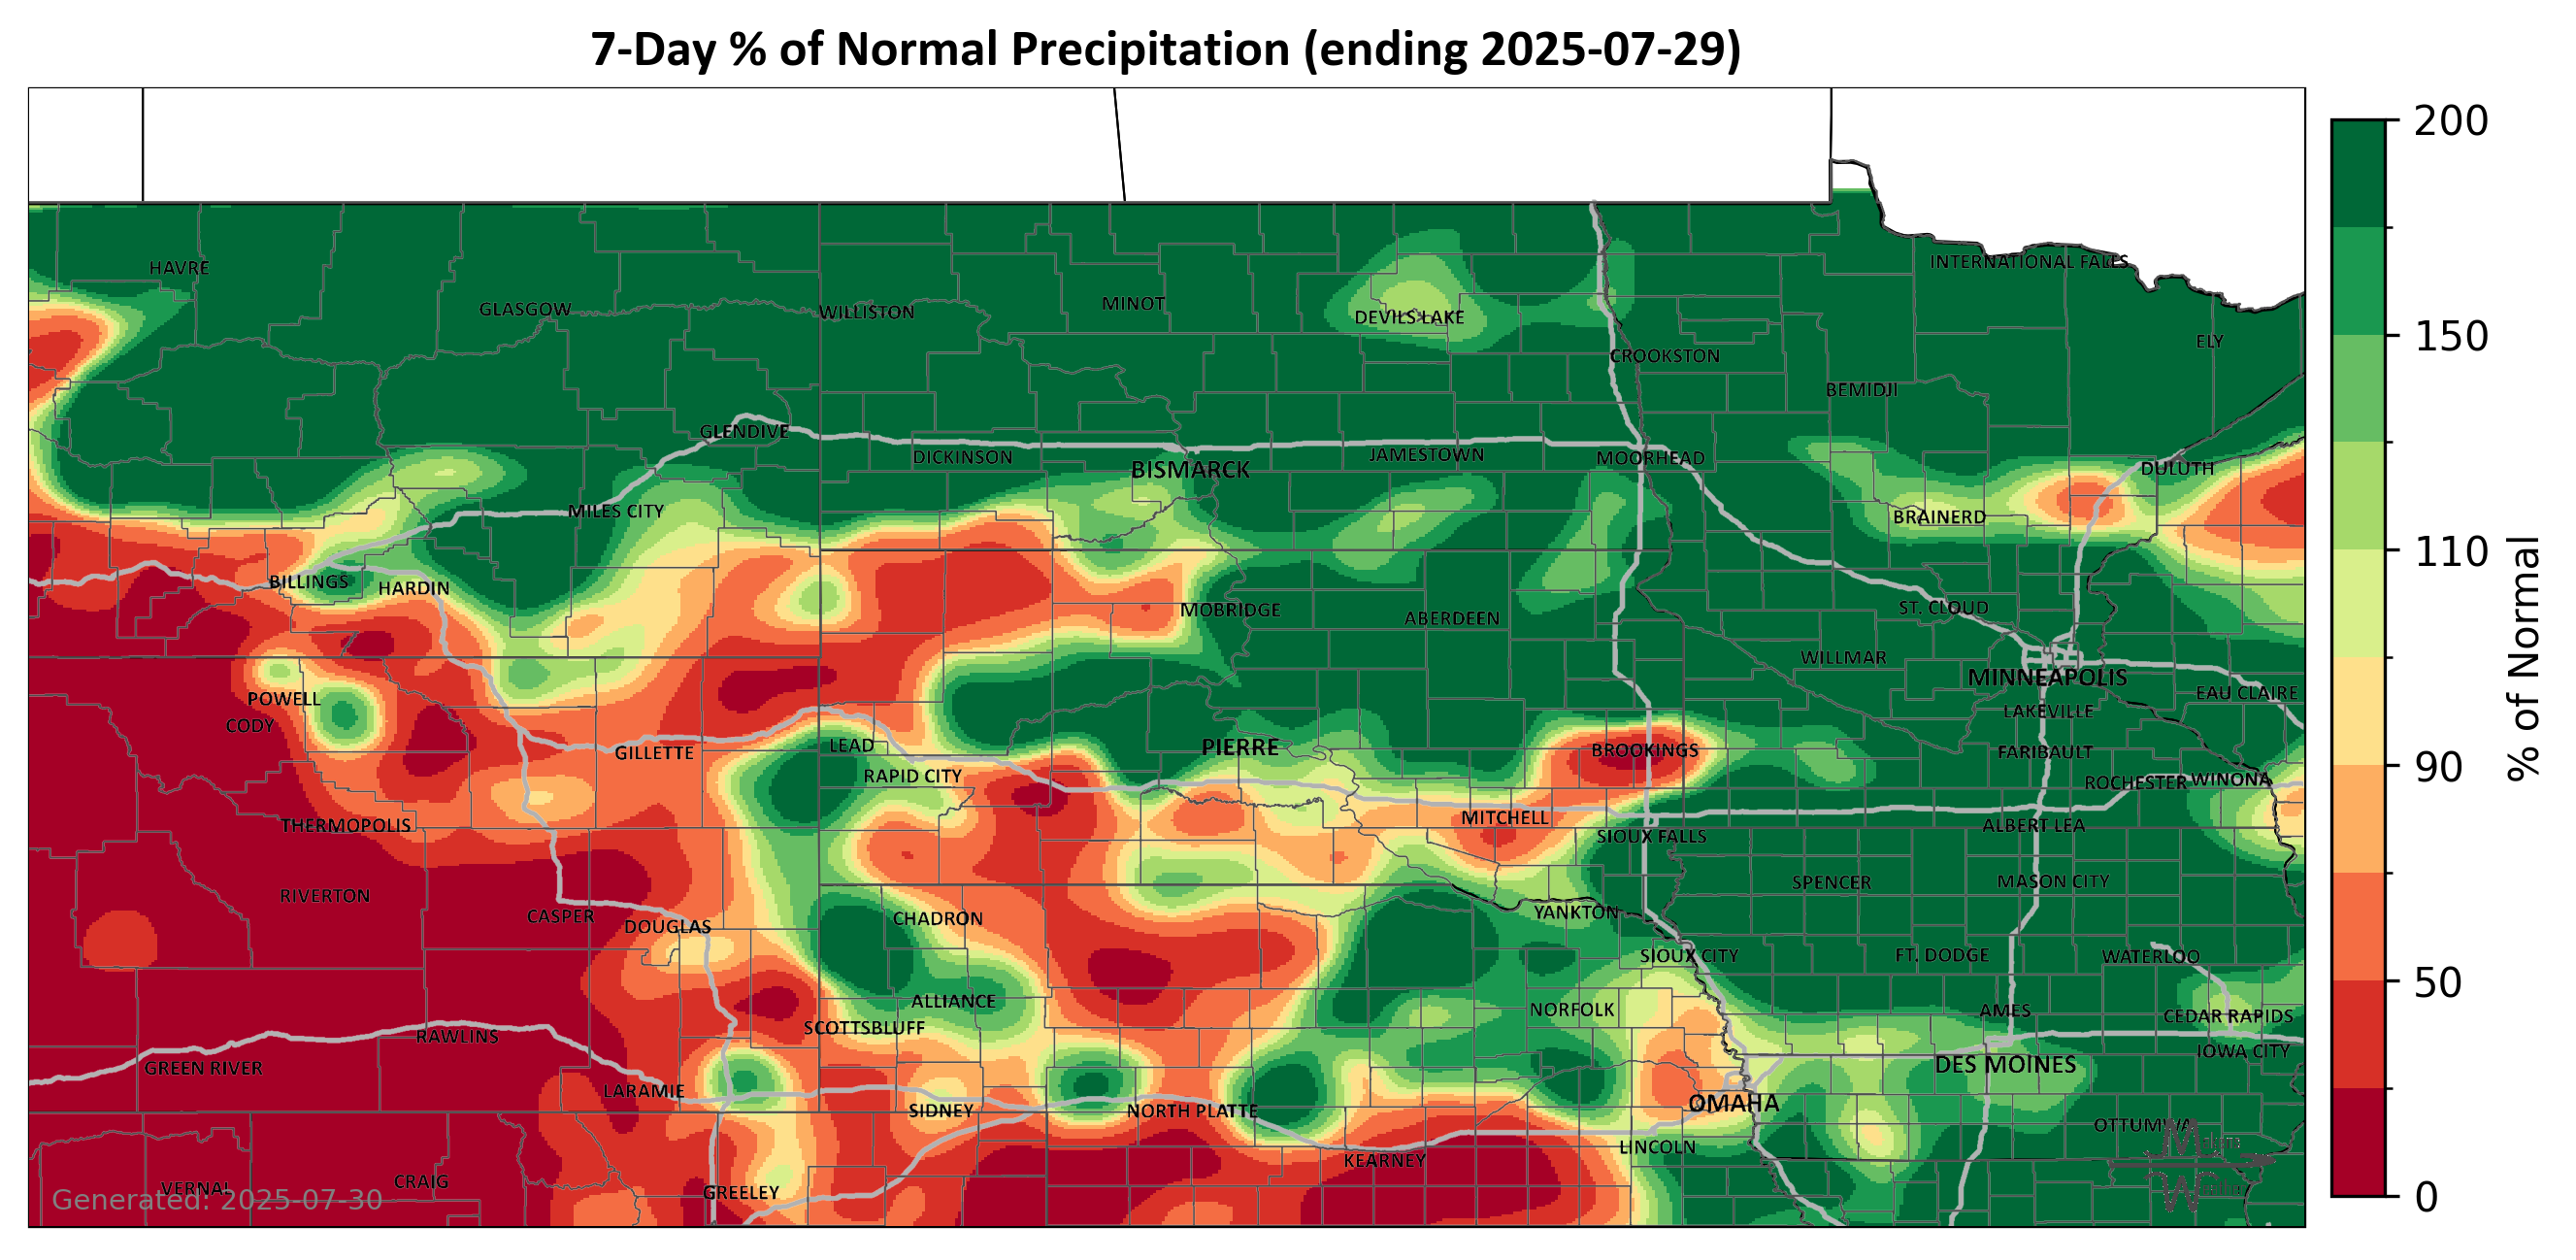 7-Day % of Normal Precipitation (ending 2025-07-29)
200
HAVRE
INTERNATIONAL FALLS
GLASGOW
WILLISTON
MINOT
DEVILS LAKE
150
ELY
CROOKSTON
BEMIDJI
GLENDIVE
DICKINSON
BISMARCK
JAMESTOWN
MOORHEAD
DULUTH
MILES CITY
BRAINERD
110
BILLINGS
HARDIN
MOBRIDGE
ABERDEEN
ST. CLOUD
WILLMAR
MINNEAPOLIS
EAU CLAIRE
POWELL
CODY
LAKEVILLE
% of Normal
GILLETTE
LEAD
PIERRE
BROOKINGS
FARIBAULT
90
RAPID CITY
ROCHESTER
WINONA
THERMOPOLIS
MITCHELL
SIOUX FALLS
ALBERT LEA
RIVERTON
SPENCER
MASON CITY
CASPER
DOUGLAS
CHADRON
YANKTON
SIOUX CITY
FT. DODGE
WATERLOO
50
ALLIANCE
NORFOLK
AMES
CEDAR RAPIDS
SCOTTSBLUFF
RAWLINS
GREEN RIVER
DES MOINES
IOWA CITY
LARAMIE
SIDNEY
NORTH PLATTE
OMAHA
OTTUMWA
LINCOLN
KEARNEY
VERNAL
CRAIG
GREELEY
Generated: 2025-07-30
0